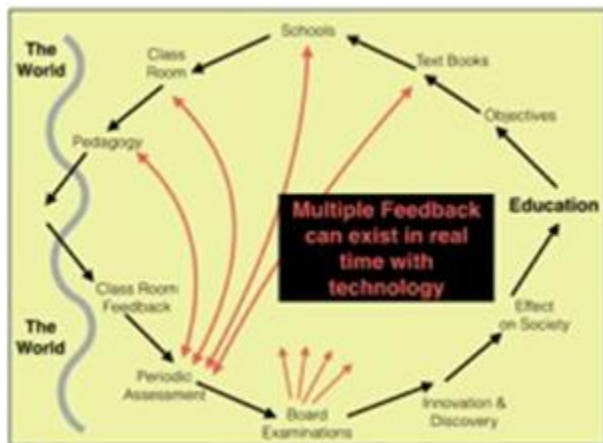 The
World
Class
Room
Schools
Text Books
Objectives
Pedagogy
Multiple Feedback
can exist in real
time with
technology
Education
Class Room
Feedback
The
World
Effect
on Society
Periodic
Assessment
Board
Examinations
Innovation &
Discovery